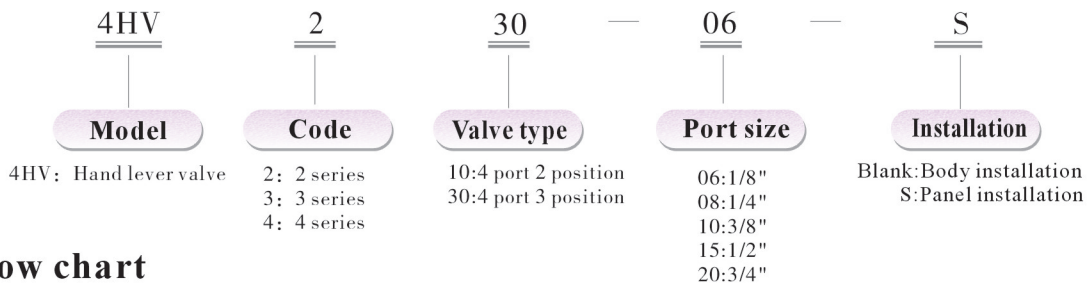 4HV 2 30 — 06 — S
Model Code Valve type Port size Installation
4HV: Hand lever valve
2: 2 series
3: 3 series
4: 4 series
10:4 port 2 position
30:4 port 3 position
06:1/8"
08:1/4"
10:3/8"
15:1/2"
20:3/4"
Blank:Body installation
S:Panel installation
chart